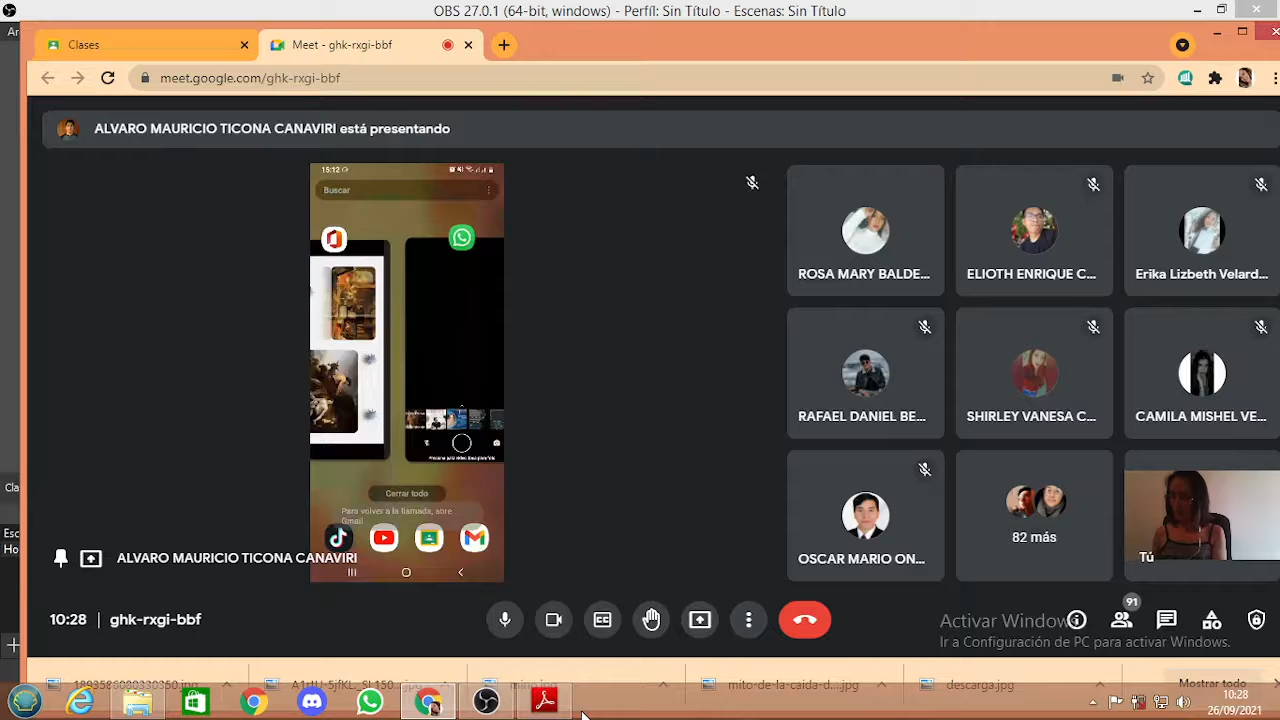 OBS 27.0.1 (64-bit, windows) - Perfil: Sin Título - Escenas: Sin Título
Clases
Meet - ghk-rxgi-bbf
meet.google.com/ghk-rxgi-bbf
ALVARO MAURICIO TICONA CANAVIRI está presentando
15:12
Buscar
Cerrar todo
Para volver a la llamada, abre
Gmail
ALVARO MAURICIO TICONA CANAVIRI
ROSA MARY BALDE...
ELIOTH ENRIQUE C...
Erika Lizbeth Velard...
RAFAEL DANIEL BE...
SHIRLEY VANESA C...
CAMILA MISHEL VE...
OSCAR MARIO ON...
82 más
Tú
10:28 | ghk-rxgi-bbf
91
Activar Windows
Ir a Configuración de PC para activar Windows.
mito-de-la-caida-d....jpg
descarga.jpg
Mostrar todo
10:28
26/09/2021